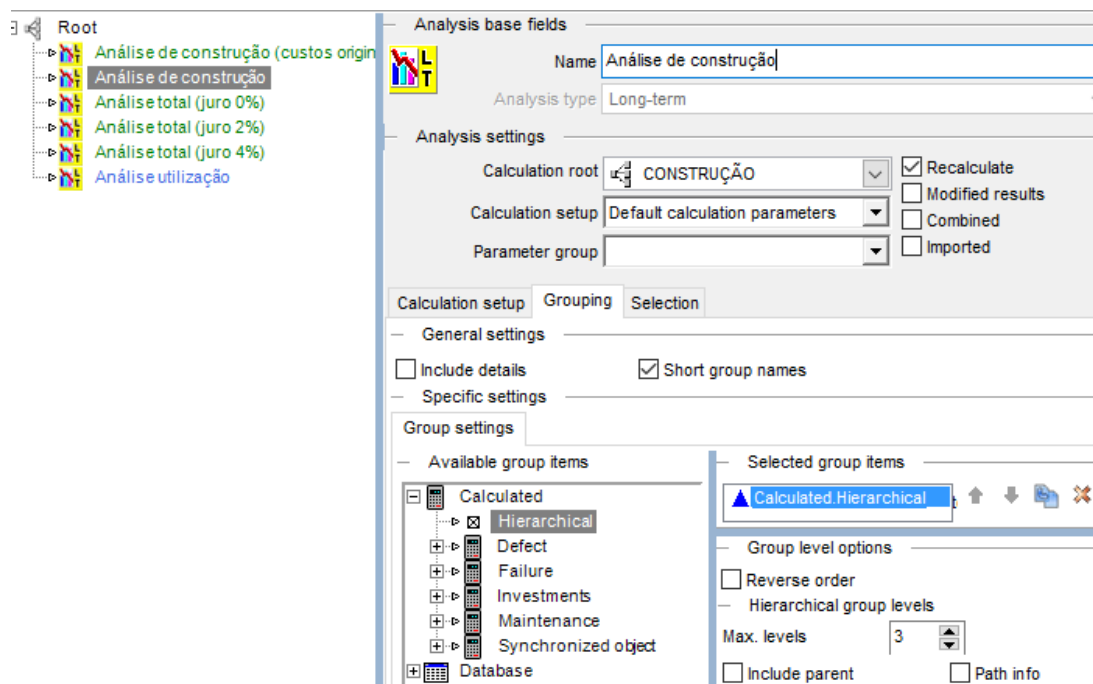 Root
Análise de construção (custos origin
Análise de construção
Análise total (juro 0%)
Análise total (juro 2%)
Análise total (juro 4%)
Análise utilização
Analysis base fields
L
T
Name Análise de construção
Analysis type Long-term
Analysis settings
Calculation root CONSTRUÇÃO
Recalculate
Modified results
Calculation setup Default calculation parameters
Combined
Parameter group
Imported
Calculation setup Grouping Selection
General settings
Include details Short group names
Specific settings
Group settings
Available group items
Calculated
Hierarchical
Defect
Failure
Investments
Maintenance
Synchronized object
Database
Selected group items
Calculated.Hierarchical
Group level options
Reverse order
Hierarchical group levels
Max. levels 3
Include parent Path info